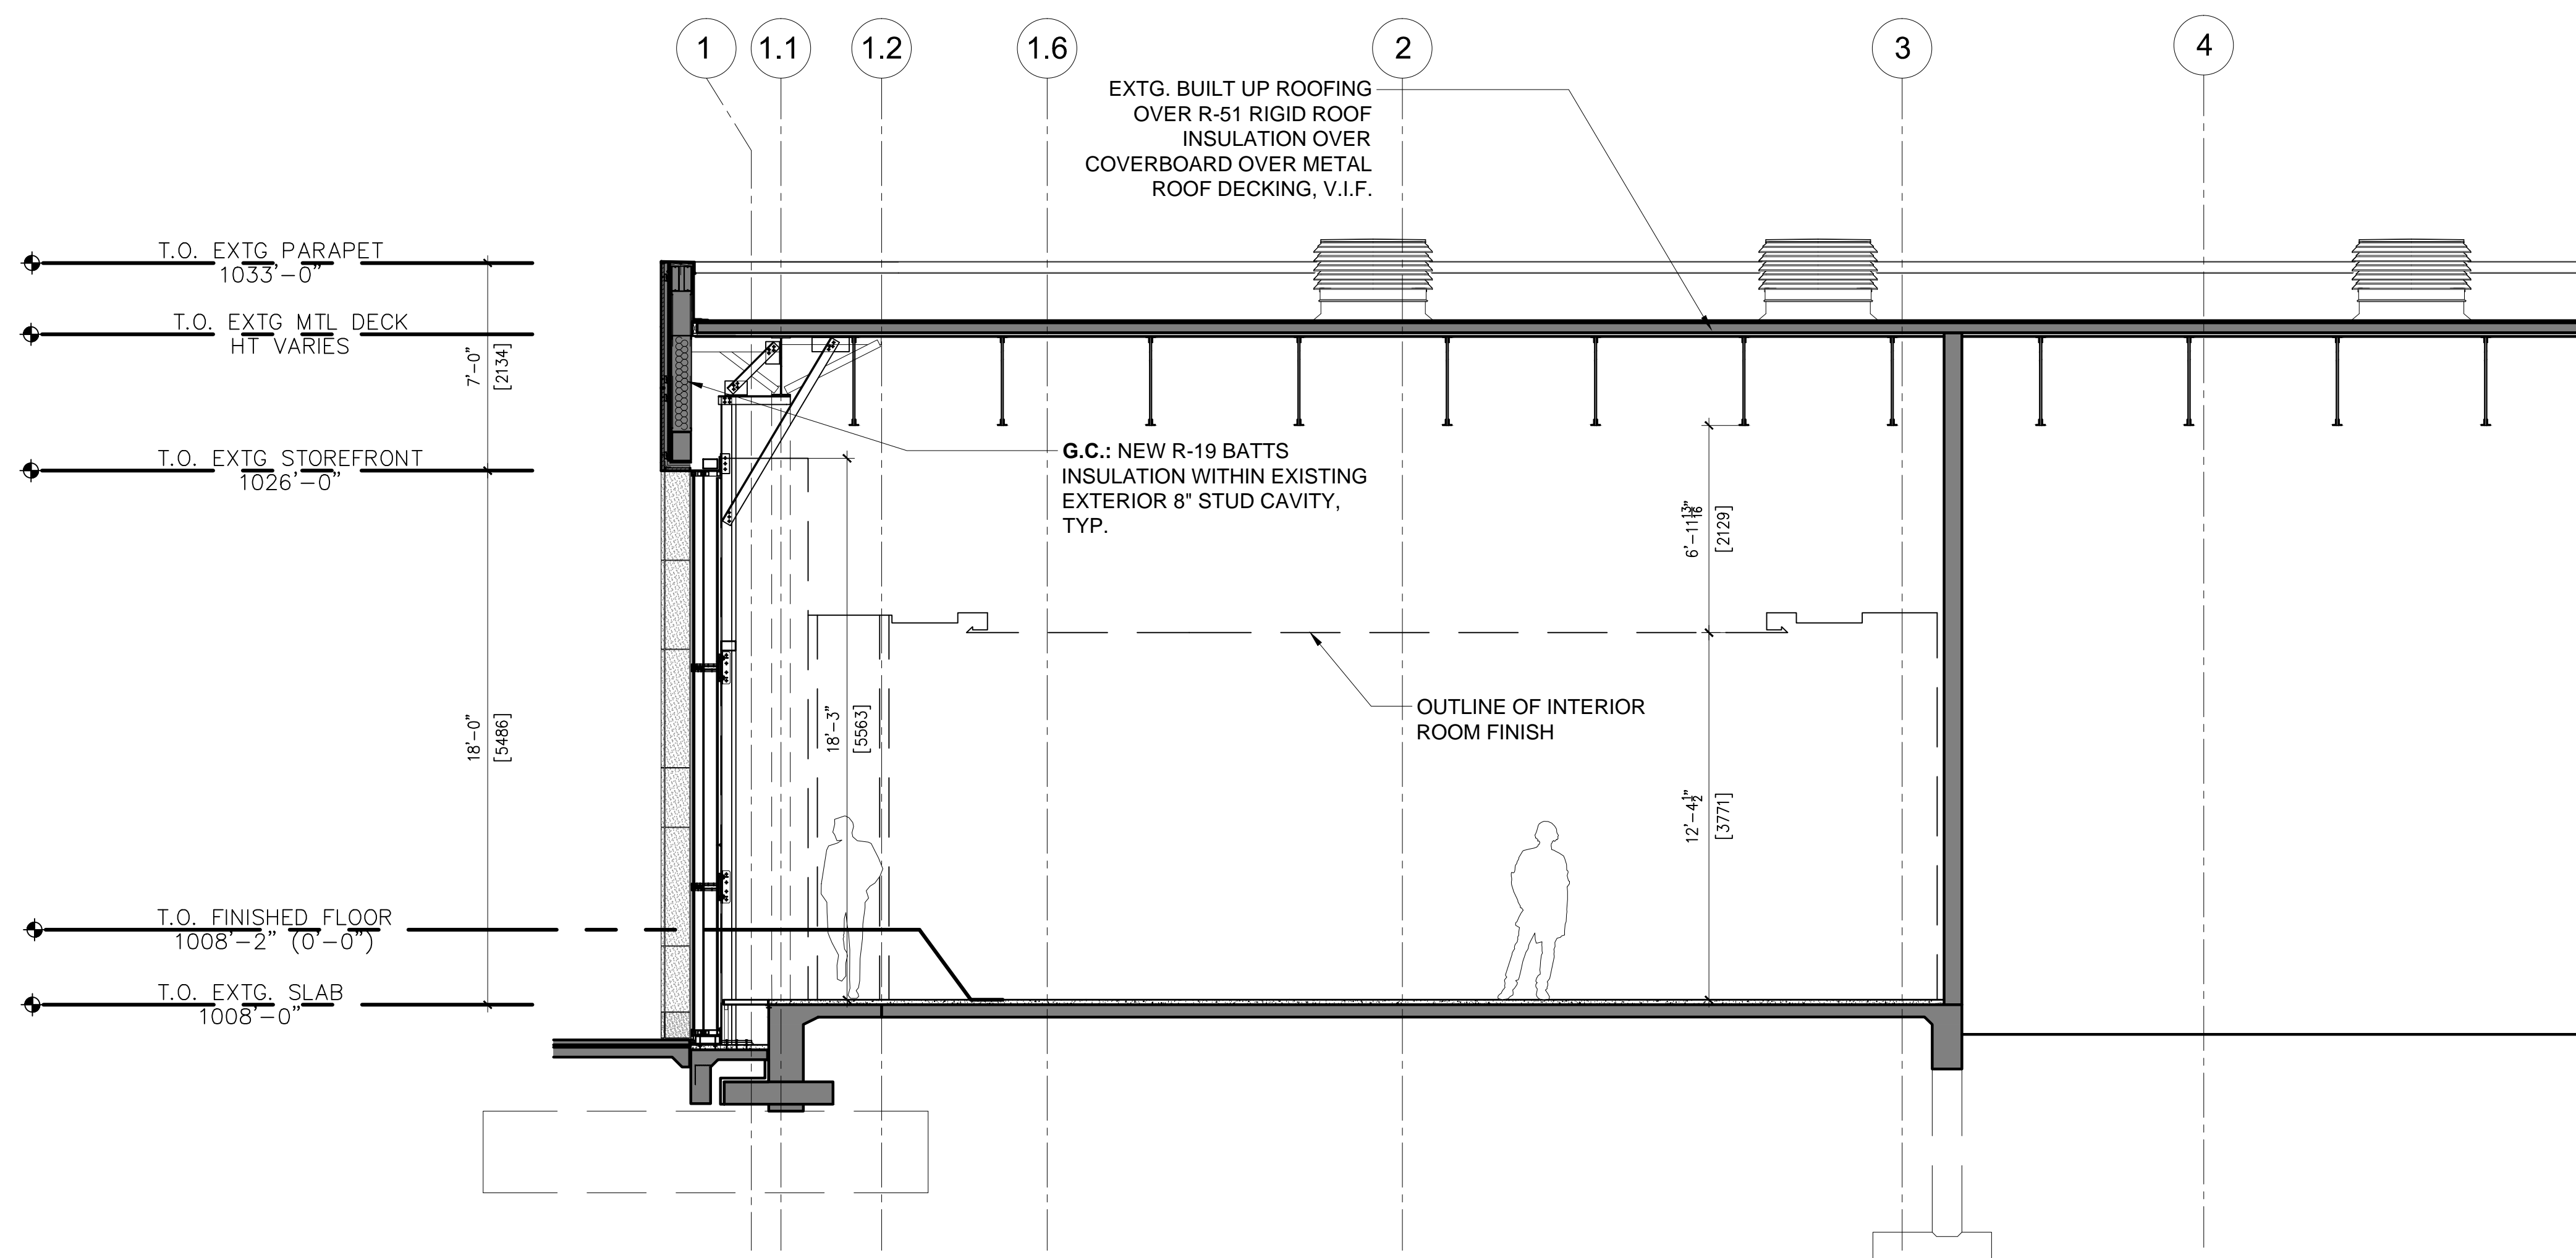 1
1.1
1.2
1.6
2
3
4
EXTG. BUILT UP ROOFING
OVER R-51 RIGID ROOF
INSULATION OVER
COVERBOARD OVER METAL
ROOF DECKING, V.I.F.
T.O. EXTG PARAPET
1033'-0"
T.O. EXTG MTL DECK
HT VARIES
7'-0"
[2134]
T.O. EXTG STOREFRONT
1026'-0"
G.C.: NEW R-19 BATTS
INSULATION WITHIN EXISTING
EXTERIOR 8" STUD CAVITY,
TYP.
6'-11 13/16"
[2129]
OUTLINE OF INTERIOR
ROOM FINISH
18'-0"
[5486]
18'-3"
[5563]
12'-4 1/2"
[3771]
T.O. FINISHED FLOOR
1008'-2" (0'-0")
T.O. EXTG. SLAB
1008'-0"